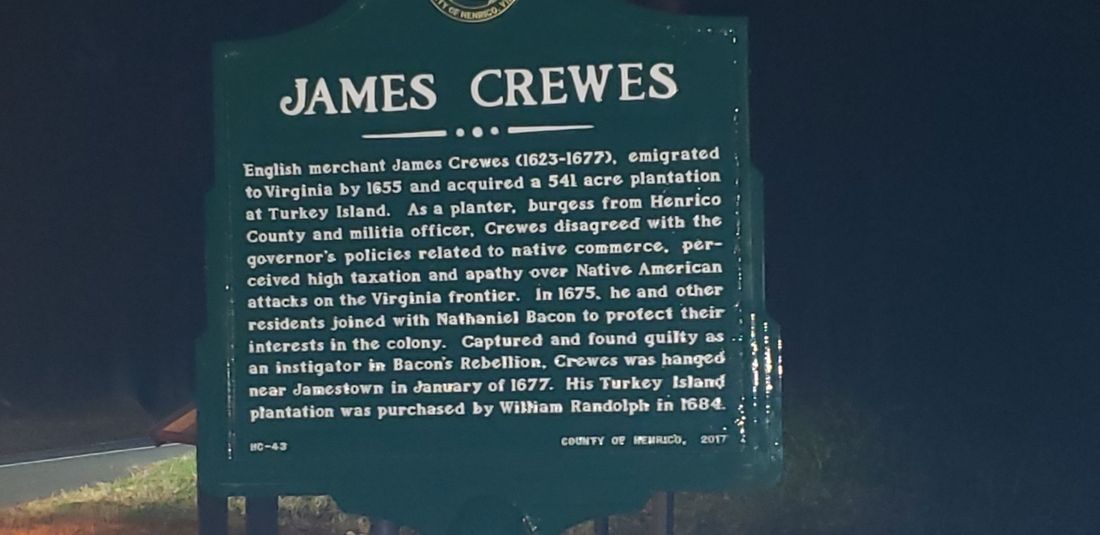 TY OF HENRICO, VI
JAMES CREWES
English merchant James Crewes (1623-1677), emigrated
to Virginia by 1655 and acquired a 541 acre plantation
at Turkey Island. As a planter, burgess from Henrico
County and militia officer, Crewes disagreed with the
governor's policies related to native commerce, per-
ceived high taxation and apathy over Native American
attacks on the Virginia frontier. In 1675, he and other
residents joined with Nathaniel Bacon to protect their
interests in the colony. Captured and found guilty as
an instigator in Bacon's Rebellion, Crewes was hanged
near Jamestown in January of 1677. His Turkey Island
plantation was purchased by William Randolph in 1684.
HC-43 COUNTY OF HENRICO, 2017